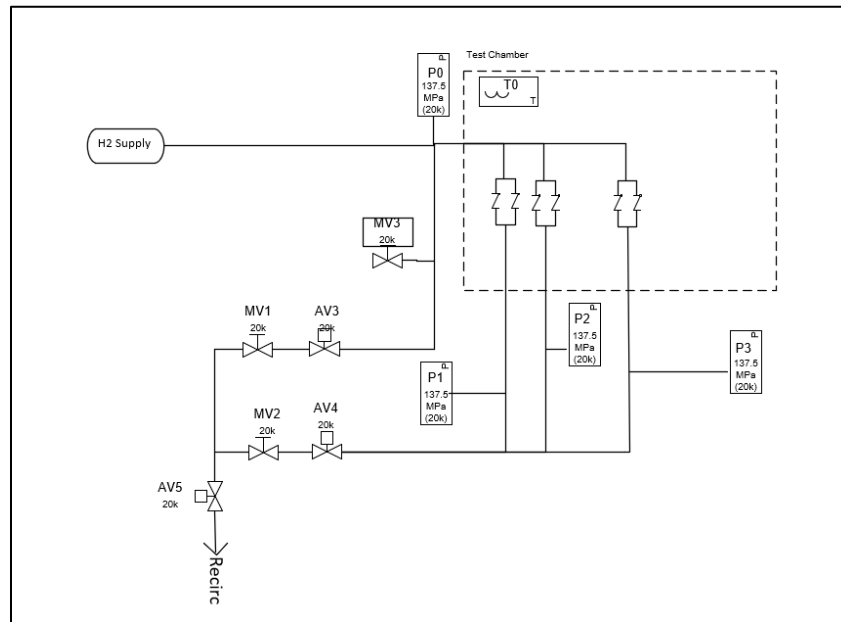 Test Chamber
P
P0
137.5
MPa
(20k)
T0
T
H2 Supply
MV3
20k
MV1
20k
AV3
20k
P
P2
137.5
MPa
(20k)
P
P3
137.5
MPa
(20k)
P
P1
137.5
MPa
(20k)
MV2
20k
AV4
20k
AV5
20k
Recirc